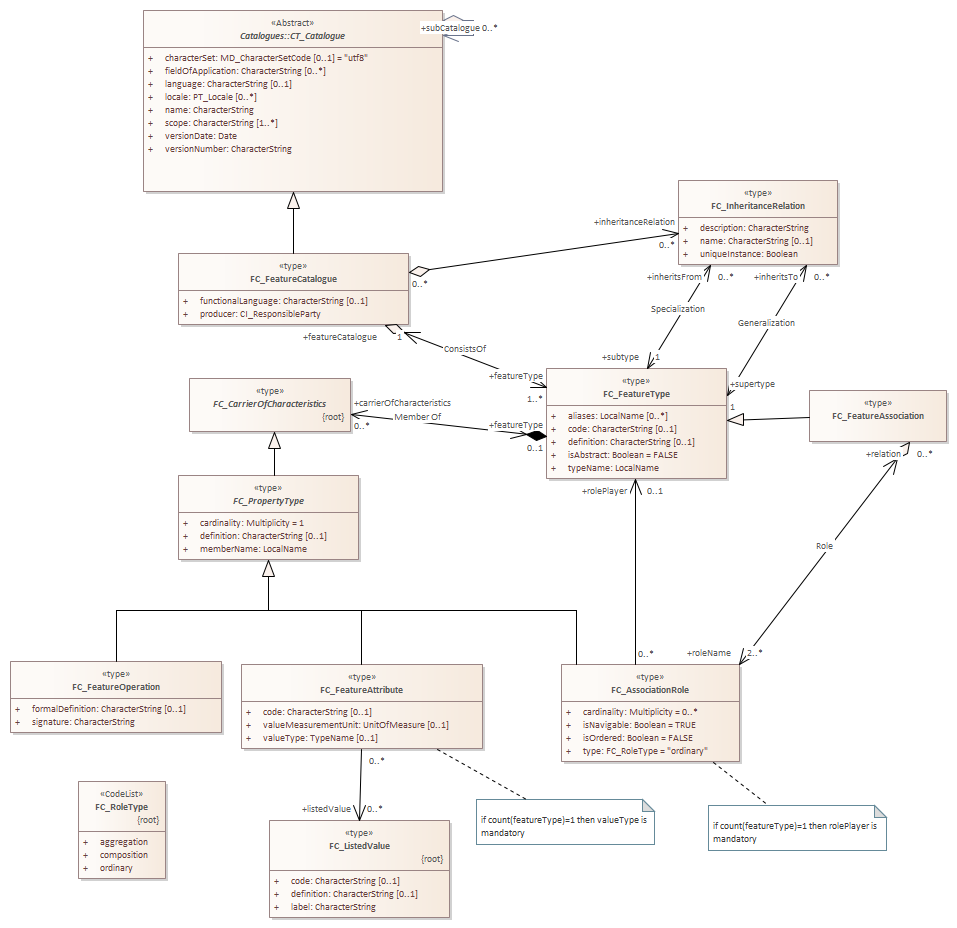 «Abstract»
Catalogues::CT_Catalogue
+ characterSet: MD_CharacterSetCode [0..1] = "utf8"
+ fieldOfApplication: CharacterString [0..*]
+ language: CharacterString [0..1]
+ locale: PT_Locale [0..*]
+ name: CharacterString
+ scope: CharacterString [1..*]
+ versionDate: Date
+ versionNumber: CharacterString
+subCatalogue 0..*
«type»
FC_InheritanceRelation
+ description: CharacterString
+ name: CharacterString [0..1]
+ uniqueInstance: Boolean
+inheritanceRelation
0..*
«type»
FC_FeatureCatalogue
+ functionalLanguage: CharacterString [0..1]
+ producer: CI_ResponsibleParty
0..*
+inheritsFrom 0..*
+inheritsTo 0..*
Specialization
Generalization
+featureCatalogue 1
ConsistsOf
+subtype 1
+featureType
1..*
+supertype
1
«type»
FC_FeatureType
+ aliases: LocalName [0..*]
+ code: CharacterString [0..1]
+ definition: CharacterString [0..1]
+ isAbstract: Boolean = FALSE
+ typeName: LocalName
«type»
FC_CarrierOfCharacteristics
{root}
+carrierOfCharacteristics
0..*
Member Of
+featureType
0..1
«type»
FC_FeatureAssociation
+relation 0..*
«type»
FC_PropertyType
+ cardinality: Multiplicity = 1
+ definition: CharacterString [0..1]
+ memberName: LocalName
+rolePlayer 0..1
Role
0..*
+roleName 2..*
«type»
FC_FeatureOperation
+ formalDefinition: CharacterString [0..1]
+ signature: CharacterString
«type»
FC_FeatureAttribute
+ code: CharacterString [0..1]
+ valueMeasurementUnit: UnitOfMeasure [0..1]
+ valueType: TypeName [0..1]
«type»
FC_AssociationRole
+ cardinality: Multiplicity = 0..*
+ isNavigable: Boolean = TRUE
+ isOrdered: Boolean = FALSE
+ type: FC_RoleType = "ordinary"
0..*
+listedValue 0..*
«CodeList»
FC_RoleType
{root}
+ aggregation
+ composition
+ ordinary
«type»
FC_ListedValue
{root}
+ code: CharacterString [0..1]
+ definition: CharacterString [0..1]
+ label: CharacterString
if count(featureType)=1 then valueType is
mandatory
if count(featureType)=1 then rolePlayer is
mandatory